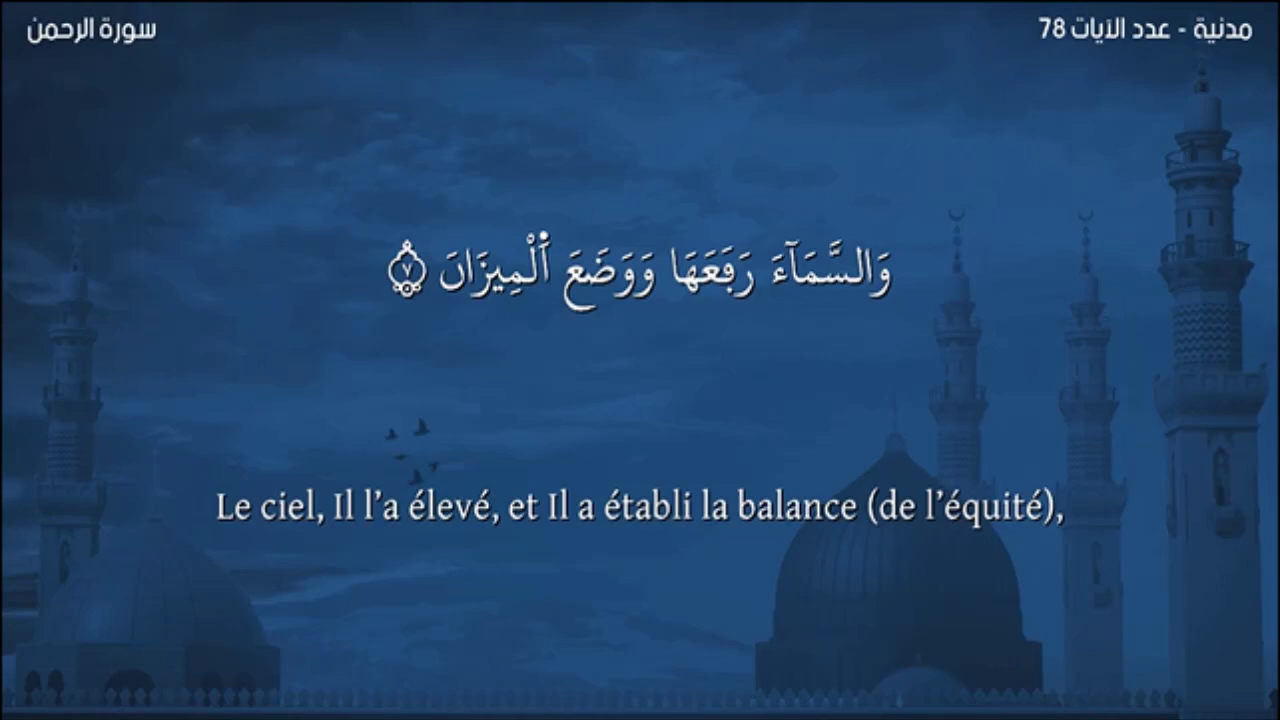 مدنية - عدد الآيات 78
سورة الرحمن
وَالسَّمَآءَ رَفَعَهَا وَوَضَعَ اَ۬لْمِيزَانَ ٧
Le ciel, Il l’a élevé, et Il a établi la balance (de l’équité),